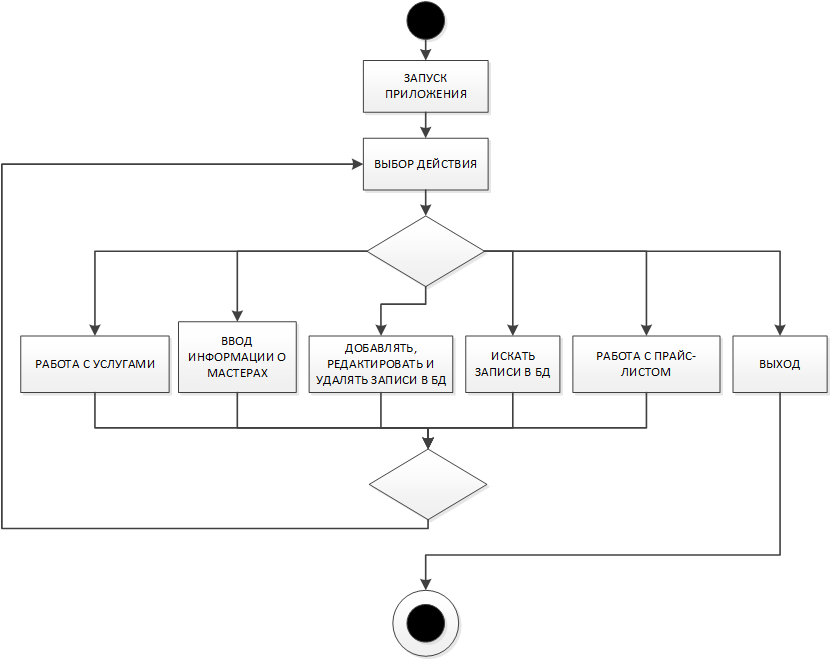 ЗАПУСК
ПРИЛОЖЕНИЯ
ВЫБОР ДЕЙСТВИЯ
РАБОТА С УСЛУГАМИ
ВВОД
ИНФОРМАЦИИ О
МАСТЕРАХ
ДОБАВЛЯТЬ,
РЕДАКТИРОВАТЬ И
УДАЛЯТЬ ЗАПИСИ В БД
ИСКАТЬ
ЗАПИСИ В БД
РАБОТА С ПРАЙС-
ЛИСТОМ
ВЫХОД